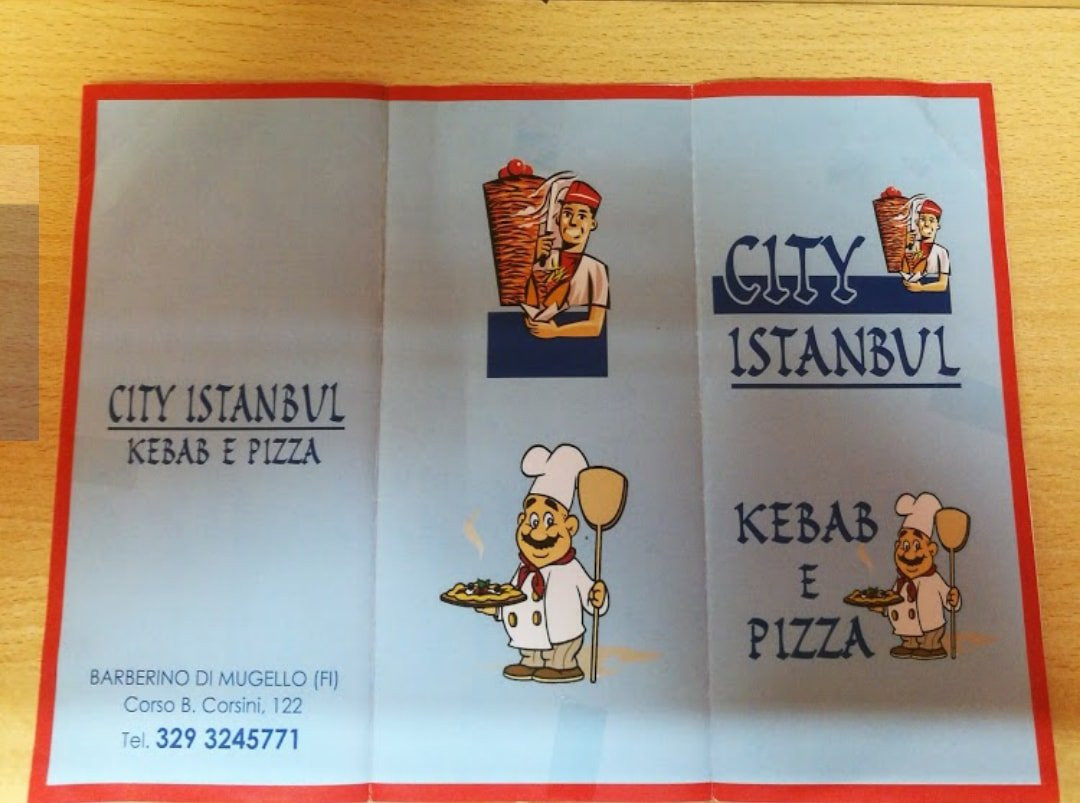 CITY ISTANBUL
KEBAB E PIZZA
BARBERINO DI MUGELLO (FI)
Corso B. Corsini, 122
Tel. 329 3245771
CITY
ISTANBUL
KEBAB
E
PIZZA